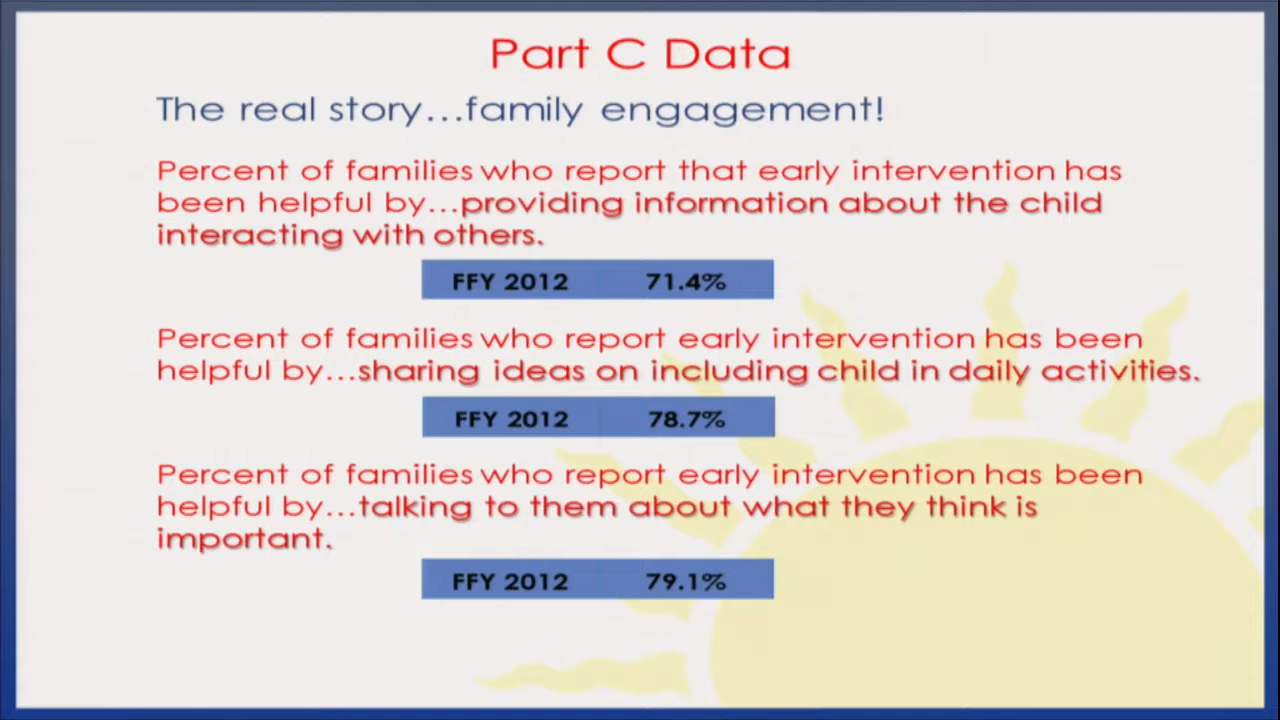 Part C Data
The real story...family engagement!
Percent of families who report that early intervention has
been helpful by...providing information about the child
interacting with others.
FFY 2012 71.4%
Percent of families who report early intervention has been
helpful by...sharing ideas on including child in daily activities.
FFY 2012 78.7%
Percent of families who report early intervention has been
helpful by...talking to them about what they think is
important.
FFY 2012 79.1%